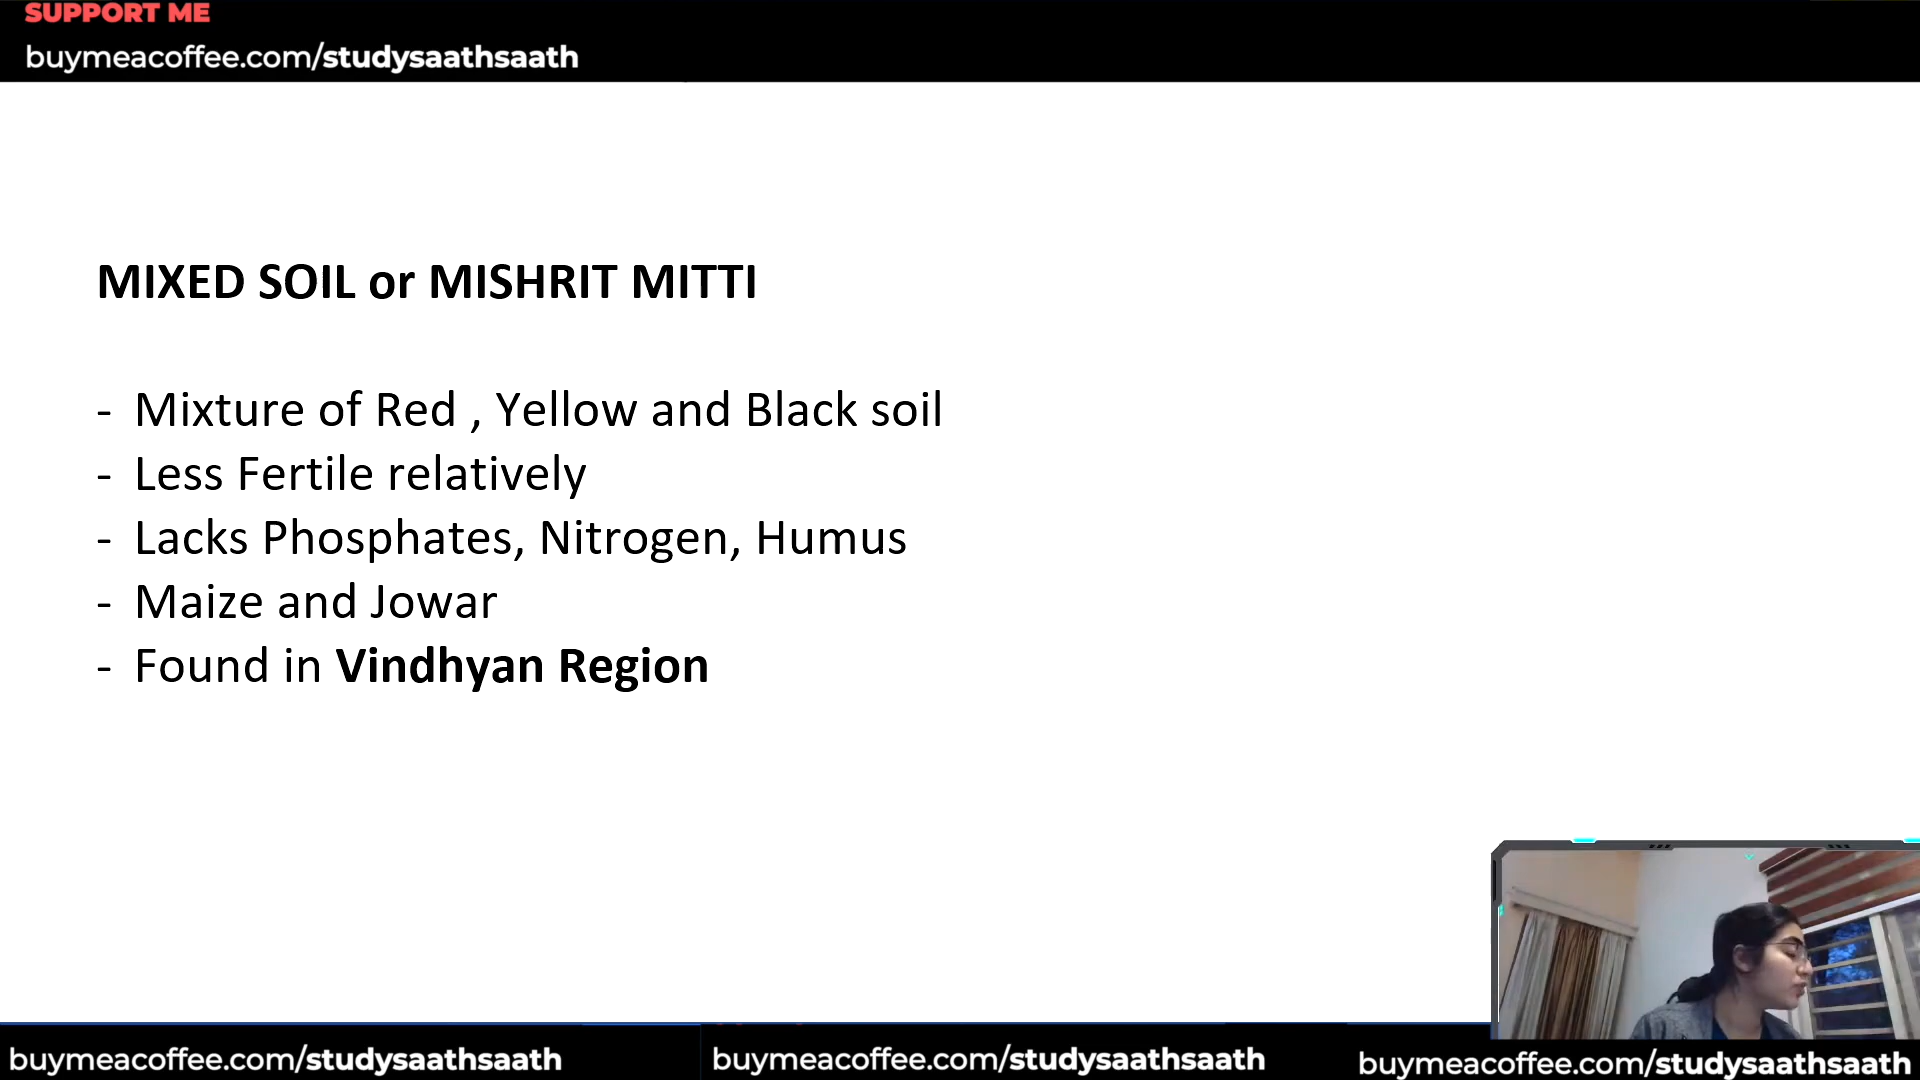 SUPPORT ME
buymeacoffee.com/studysaathsaath
MIXED SOIL or MISHRIT MITTI
- Mixture of Red , Yellow and Black soil
- Less Fertile relatively
- Lacks Phosphates, Nitrogen, Humus
- Maize and Jowar
- Found in Vindhyan Region
buymeacoffee.com/studysaathsaath
buymeacoffee.com/studysaathsaath
buymeacoffee.com/studysaathsaath